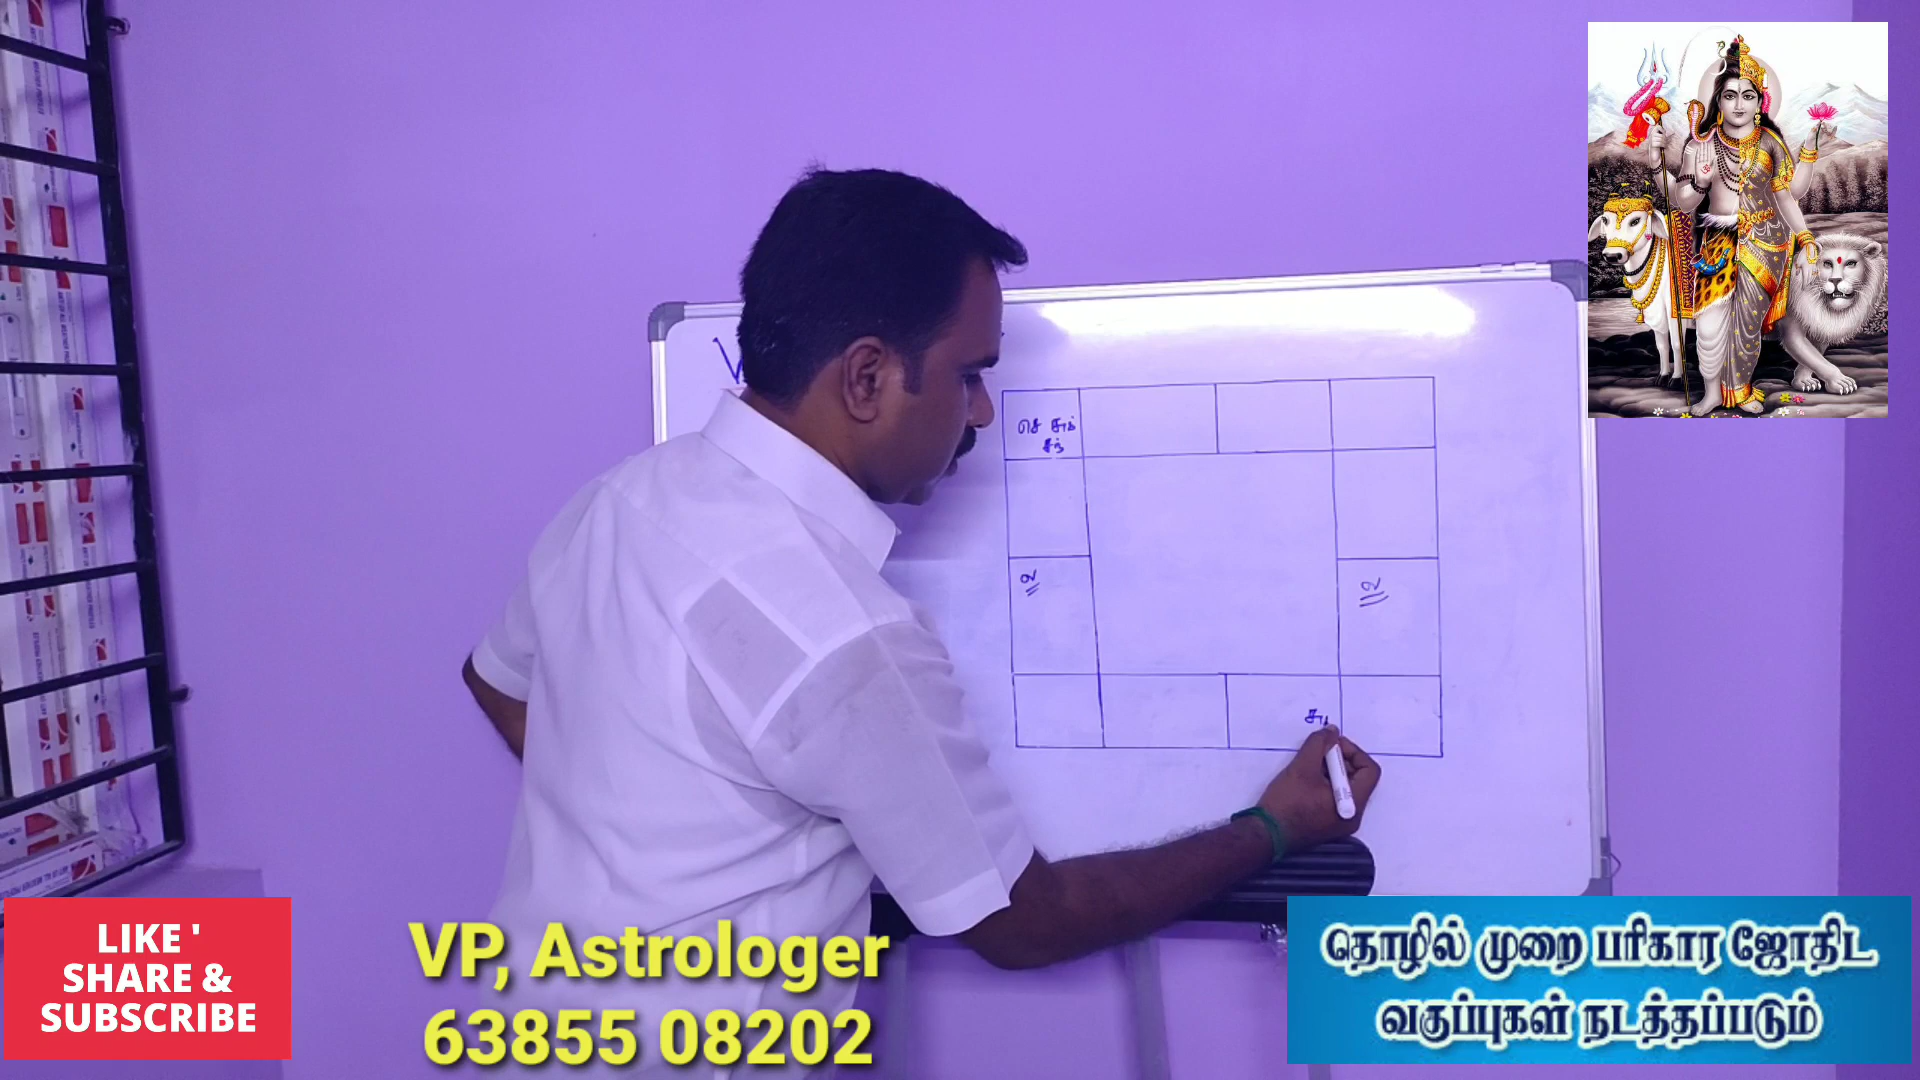 V
செ சுக்
சந்
ல
ல
சு
LIKE '
SHARE &
SUBSCRIBE
VP, Astrologer
63855 08202
தொழில் முறை பரிகார ஜோதிட
வகுப்புகள் நடத்தப்படும்